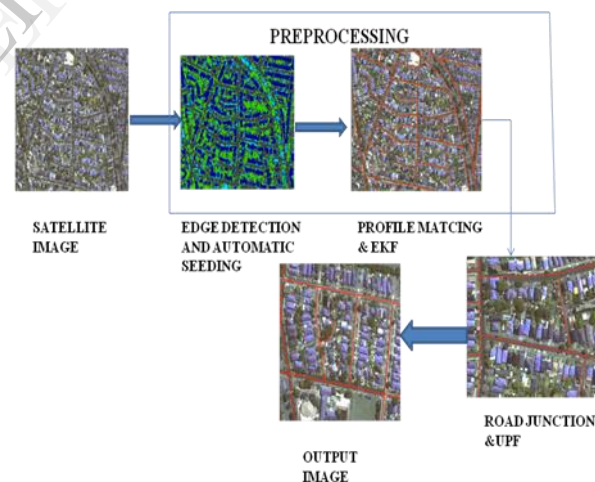 PREPROCESSING
SATELLITE
IMAGE
EDGE DETECTION
AND AUTOMATIC
SEEDING
PROFILE MATCING
& EKF
ROAD JUNCTION
&UPF
OUTPUT
IMAGE